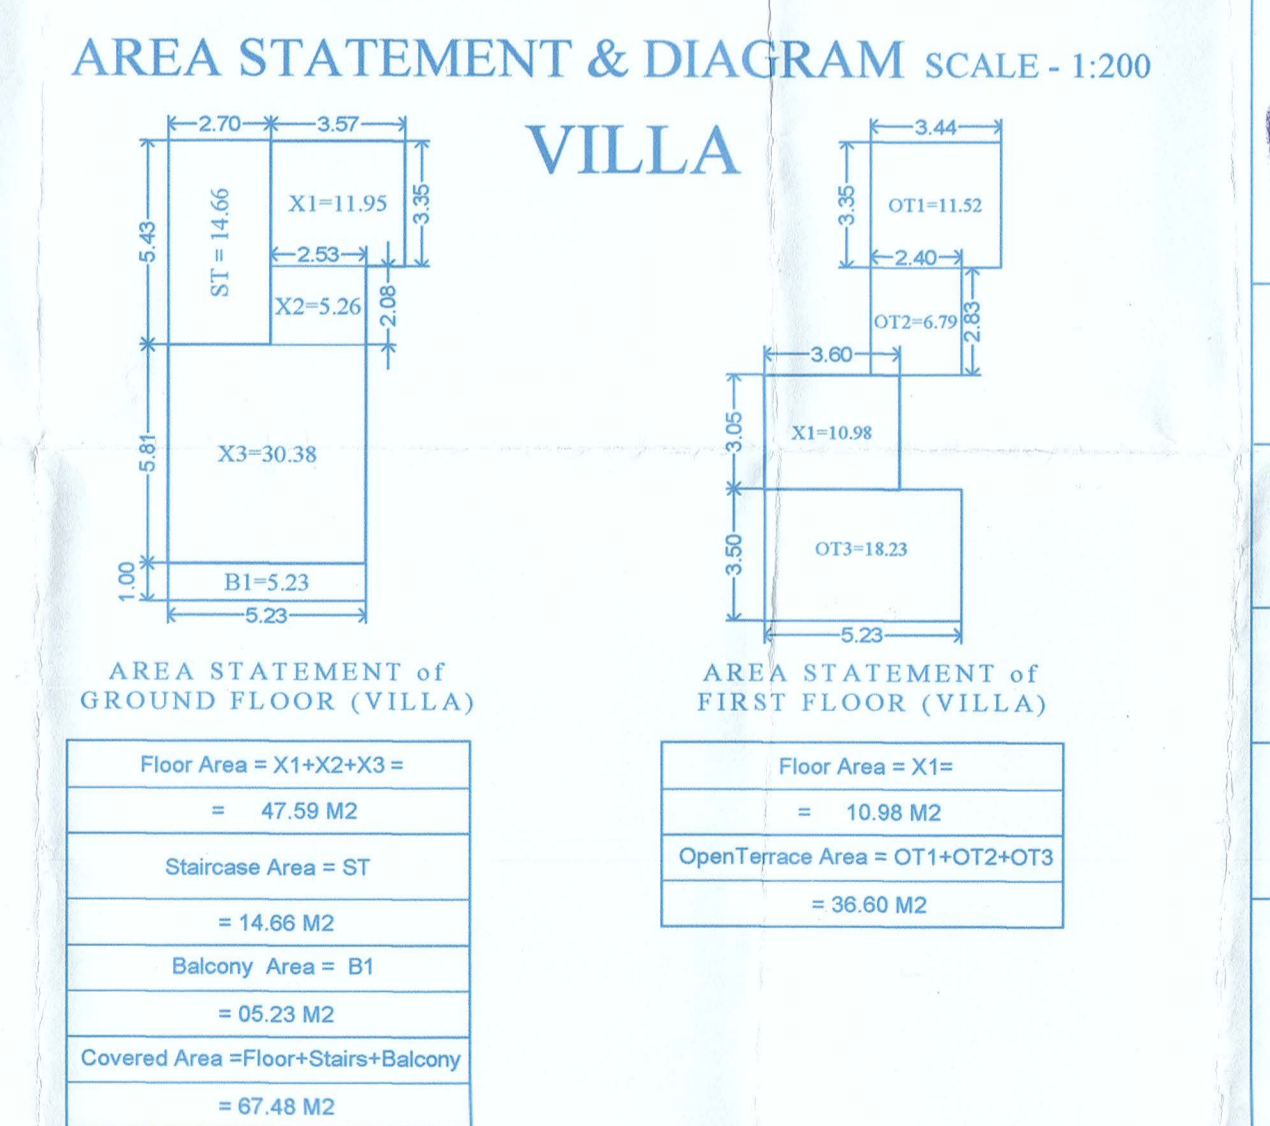 AREA STATEMENT & DIAGRAM SCALE - 1:200
VILLA
2.70
3.57
5.43
ST = 14.66
X1=11.95
3.35
2.53
X2=5.26
2.08
5.81
X3=30.38
1.00
B1=5.23
5.23
AREA STATEMENT of
GROUND FLOOR (VILLA)
Floor Area = X1+X2+X3 =
= 47.59 M2
Staircase Area = ST
= 14.66 M2
Balcony Area = B1
= 05.23 M2
Covered Area =Floor+Stairs+Balcony
= 67.48 M2
3.44
3.35
OT1=11.52
2.40
OT2=6.79
2.83
3.60
3.05
X1=10.98
3.50
OT3=18.23
5.23
AREA STATEMENT of
FIRST FLOOR (VILLA)
Floor Area = X1=
= 10.98 M2
OpenTerrace Area = OT1+OT2+OT3
= 36.60 M2